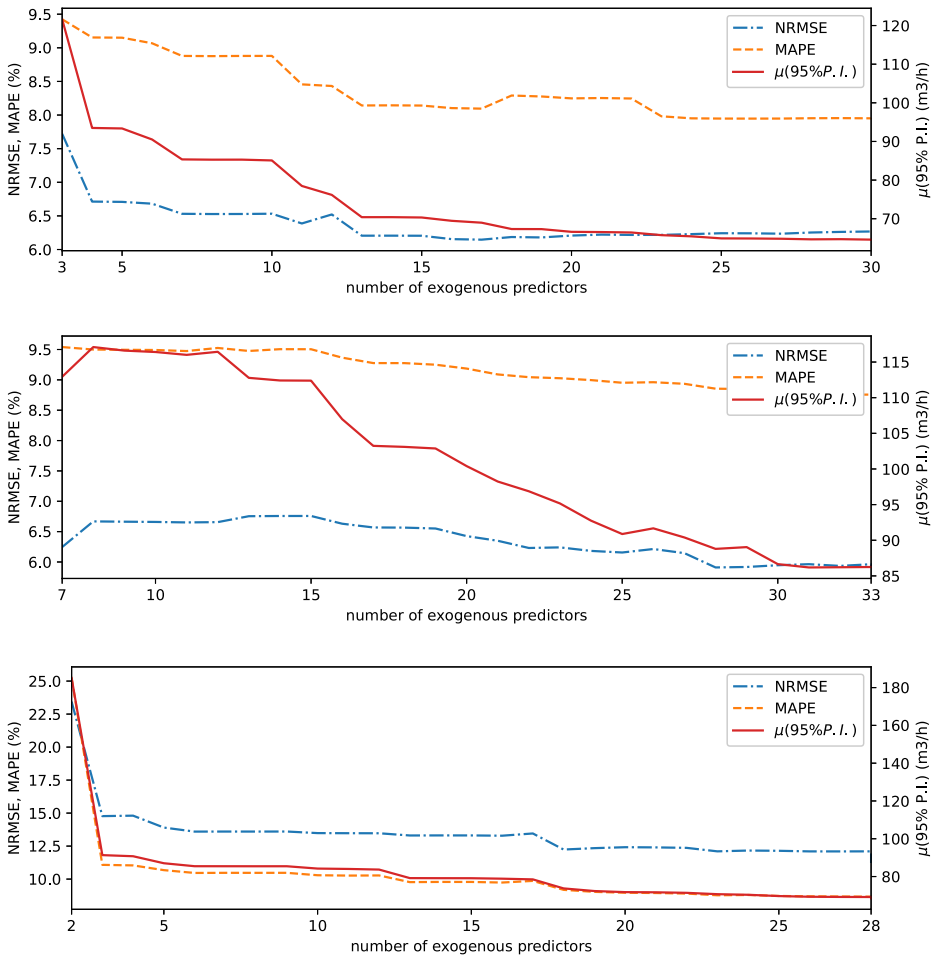 9.5
9.0
8.5
8.0
7.5
7.0
6.5
6.0
NRMSE, MAPE (%)
NRMSE
MAPE
μ(95%P.I.)
120
110
100
90
80
70
μ(95% P.I.) (m3/h)
3 5 10 15 20 25 30
number of exogenous predictors
9.5
9.0
8.5
8.0
7.5
7.0
6.5
6.0
NRMSE, MAPE (%)
NRMSE
MAPE
μ(95%P.I.)
115
110
105
100
95
90
85
μ(95% P.I.) (m3/h)
7 10 15 20 25 30 33
number of exogenous predictors
25.0
22.5
20.0
17.5
15.0
12.5
10.0
NRMSE, MAPE (%)
NRMSE
MAPE
μ(95%P.I.)
180
160
140
120
100
80
μ(95% P.I.) (m3/h)
2 5 10 15 20 25 28
number of exogenous predictors